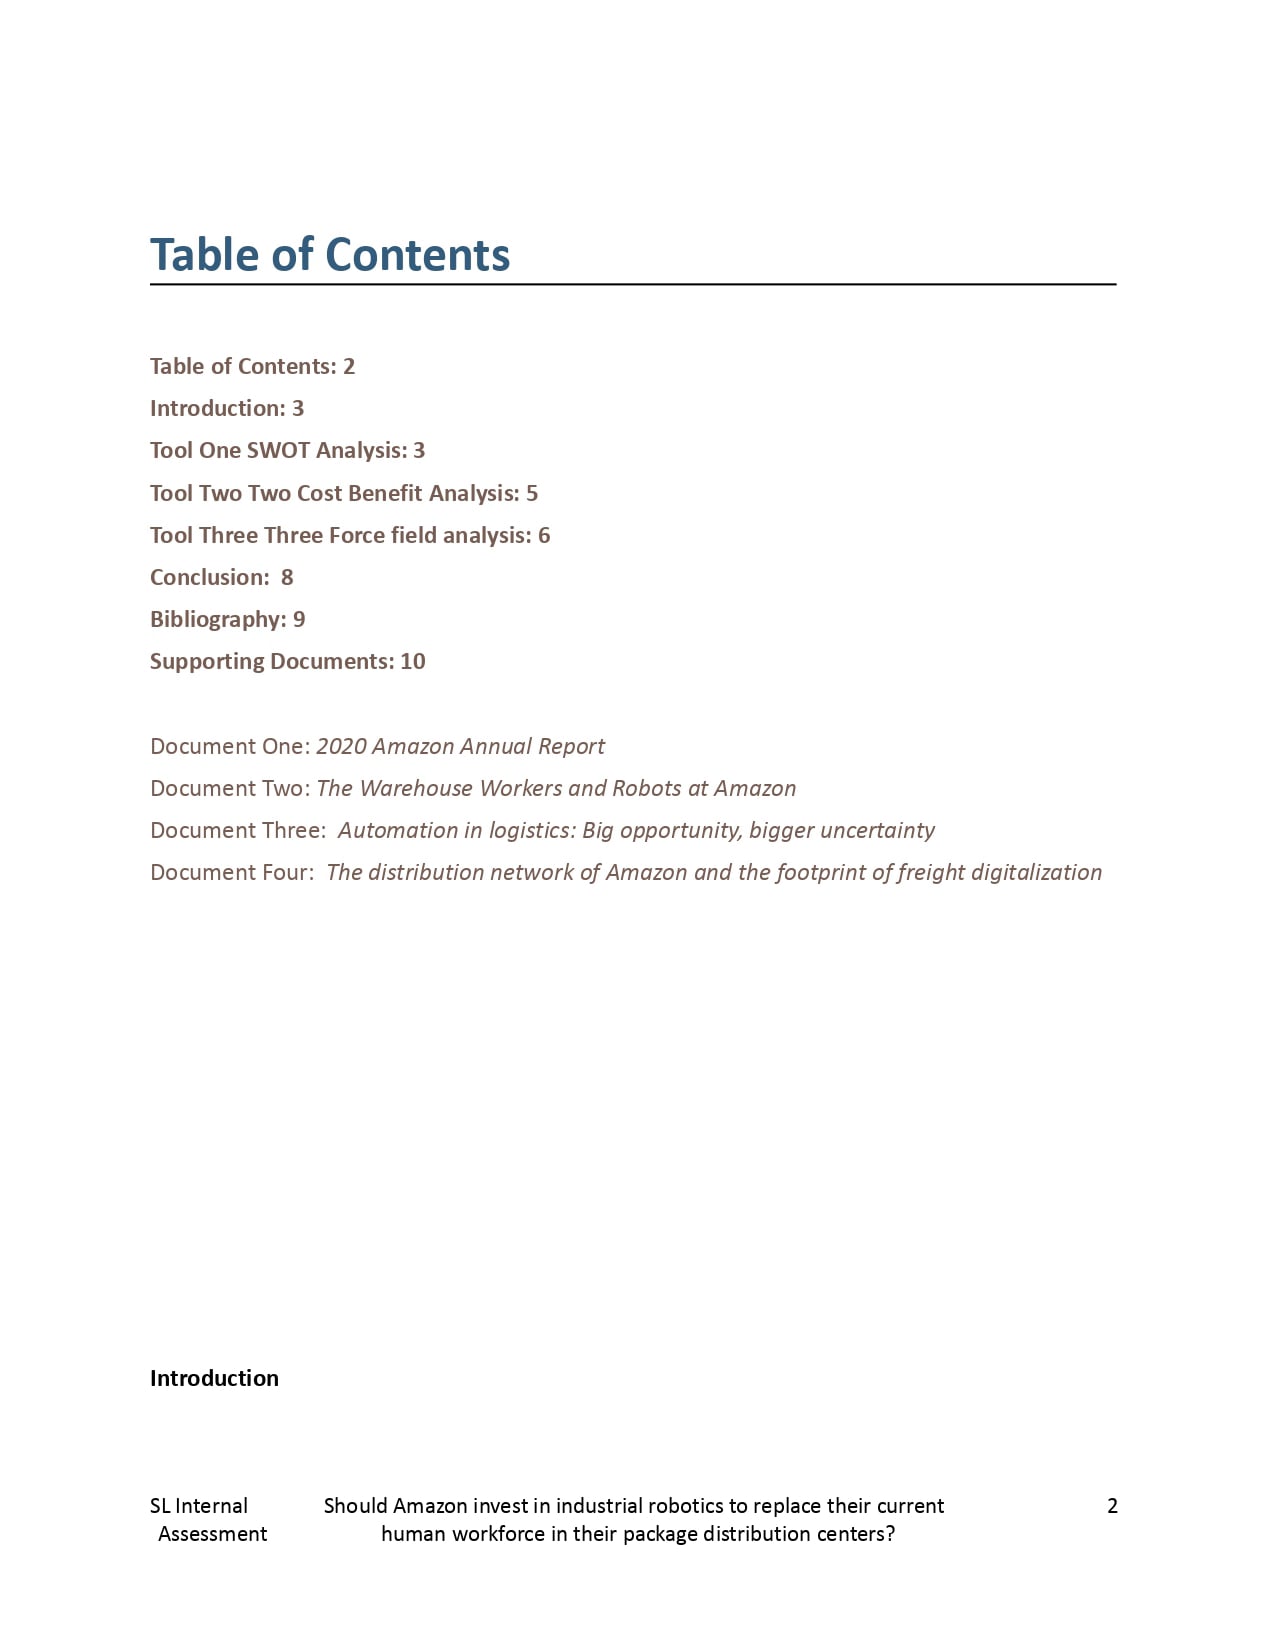 Table of Contents
Table of Contents: 2
Introduction: 3
Tool One SWOT Analysis: 3
Tool Two Two Cost Benefit Analysis: 5
Tool Three Three Force field analysis: 6
Conclusion:  8
Bibliography: 9
Supporting Documents: 10
Document One: 2020 Amazon Annual Report
Document Two: The Warehouse Workers and Robots at Amazon
Document Three:  Automation in logistics: Big opportunity, bigger uncertainty
Document Four:  The distribution network of Amazon and the footprint of freight digitalization
Introduction
SL Internal Should Amazon invest in industrial robotics to replace their current 2
Assessment human workforce in their package distribution centers?